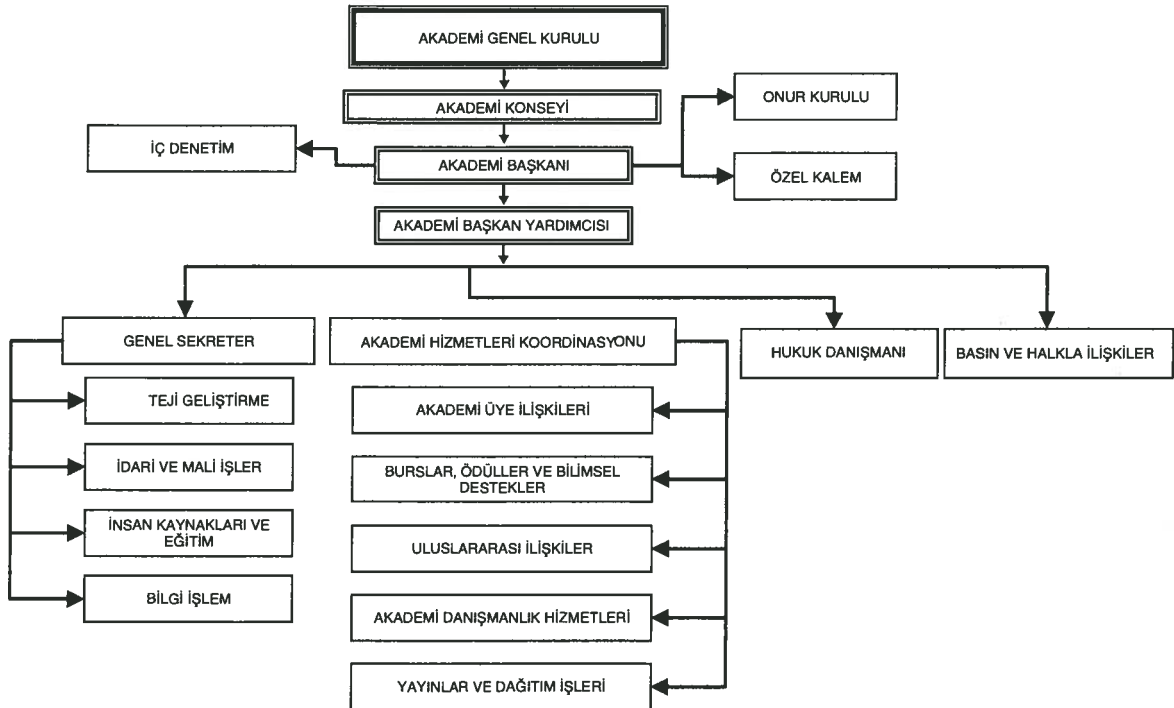 AKADEMİ GENEL KURULU
AKADEMİ KONSEYİ
ONUR KURULU
İÇ DENETİM
AKADEMİ BAŞKANI
ÖZEL KALEM
AKADEMİ BAŞKAN YARDIMCISI
GENEL SEKRETER
AKADEMİ HİZMETLERİ KOORDİNASYONU
HUKUK DANIŞMANI
BASIN VE HALKLA İLİŞKİLER
TEJİ GELİŞTİRME
İDARİ VE MALİ İŞLER
İNSAN KAYNAKLARI VE
EĞİTİM
BİLGİ İŞLEM
AKADEMİ ÜYE İLİŞKİLERİ
BURSLAR, ÖDÜLLER VE BİLİMSEL
DESTEKLER
ULUSLARARASI İLİŞKİLER
AKADEMİ DANIŞMANLIK HİZMETLERİ
YAYINLAR VE DAĞITIM İŞLERİ